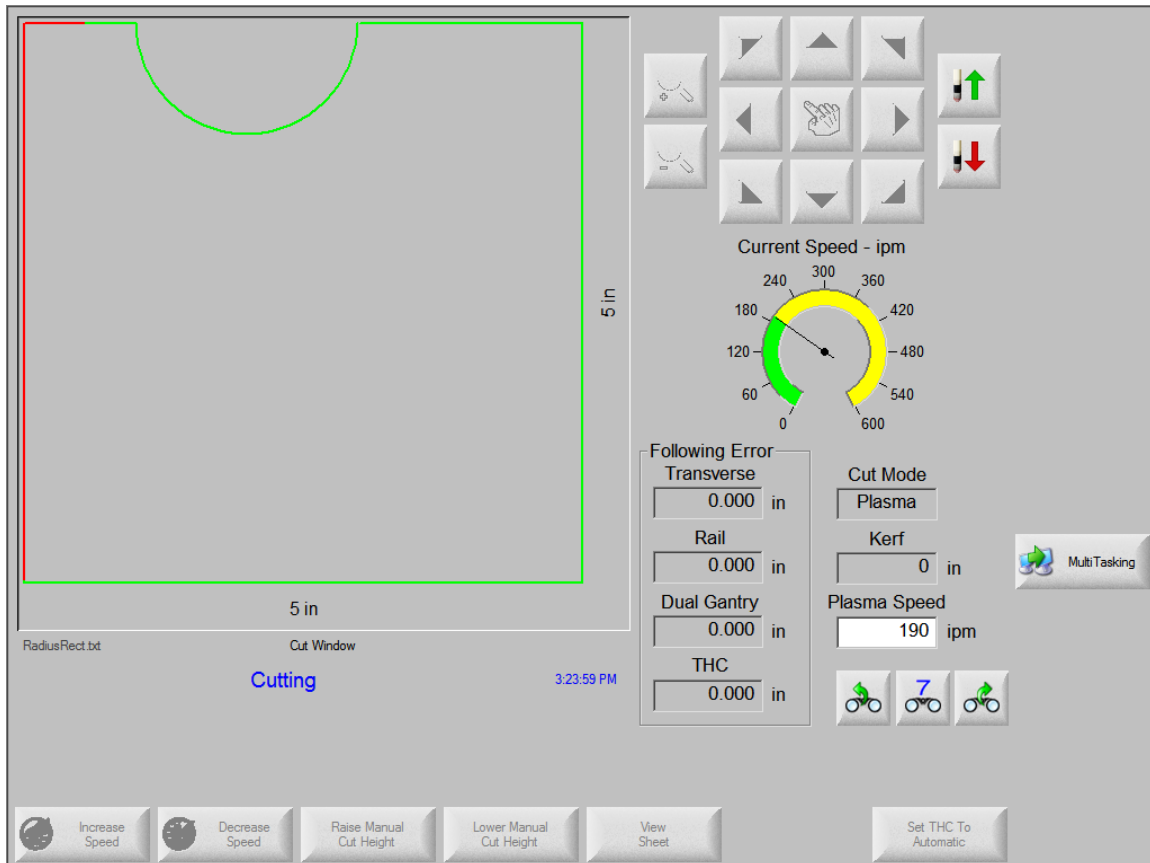 5 in
5 in
RadiusRect.txt
Cut Window
Cutting
3:23:59 PM
Current Speed - ipm
0
60
120
180
240
300
360
420
480
540
600
Following Error
Transverse
0.000 in
Rail
0.000 in
Dual Gantry
0.000 in
THC
0.000 in
Cut Mode
Plasma
Kerf
0 in
Plasma Speed
190 ipm
7
MultiTasking
Increase
Speed
Decrease
Speed
Raise Manual
Cut Height
Lower Manual
Cut Height
View
Sheet
Set THC To
Automatic